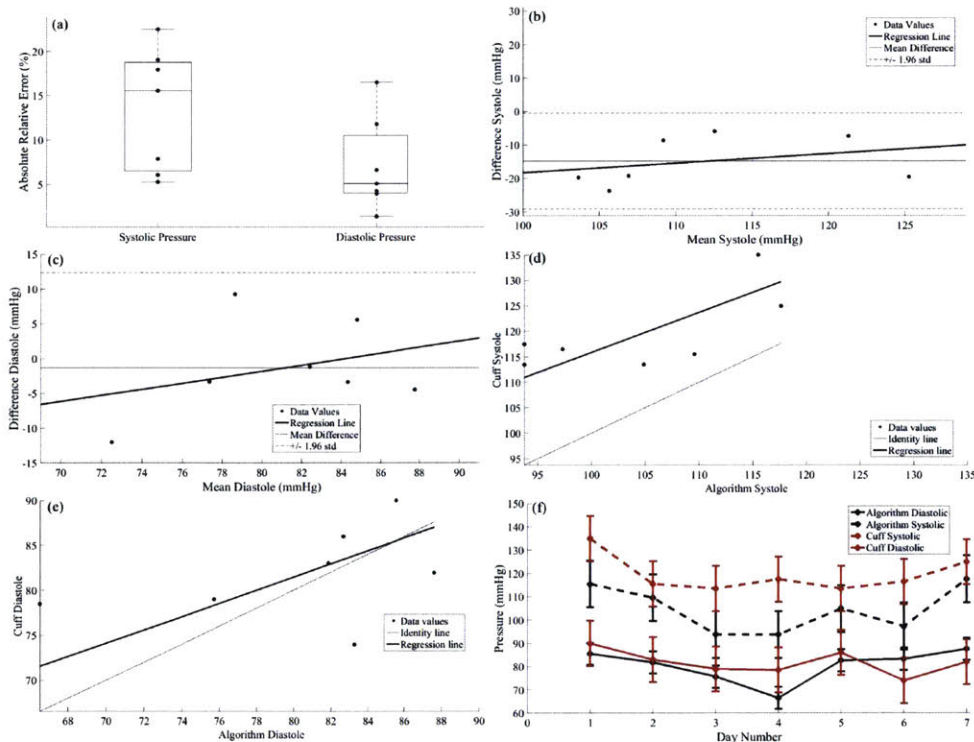 (a)
Absolute Relative Error (%)
20
15
10
5
Systolic Pressure
Diastolic Pressure
(b)
Difference Systole (mmHg)
30
20
10
0
-10
-20
-30
100
105
110
115
120
125
Mean Systole (mmHg)
Data Values
Regression Line
Mean Difference
+/- 1.96 std
(c)
Difference Diastole (mmHg)
15
10
5
0
-5
-10
-15
70
72
74
76
78
80
82
84
86
88
90
Mean Diastole (mmHg)
Data Values
Regression Line
Mean Difference
+/- 1.96 std
(d)
Cuff Systole
135
130
125
120
115
110
105
100
95
95
100
105
110
115
120
125
130
135
Algorithm Systole
Data values
Identity line
Regression line
(e)
Cuff Diastole
90
85
80
75
70
68
70
72
74
76
78
80
82
84
86
88
90
Algorithm Diastole
Data values
Identity line
Regression line
(f)
Pressure (mmHg)
150
140
130
120
110
100
90
80
70
60
0
1
2
3
4
5
6
7
Day Number
Algorithm Diastolic
Algorithm Systolic
Cuff Systolic
Cuff Diastolic